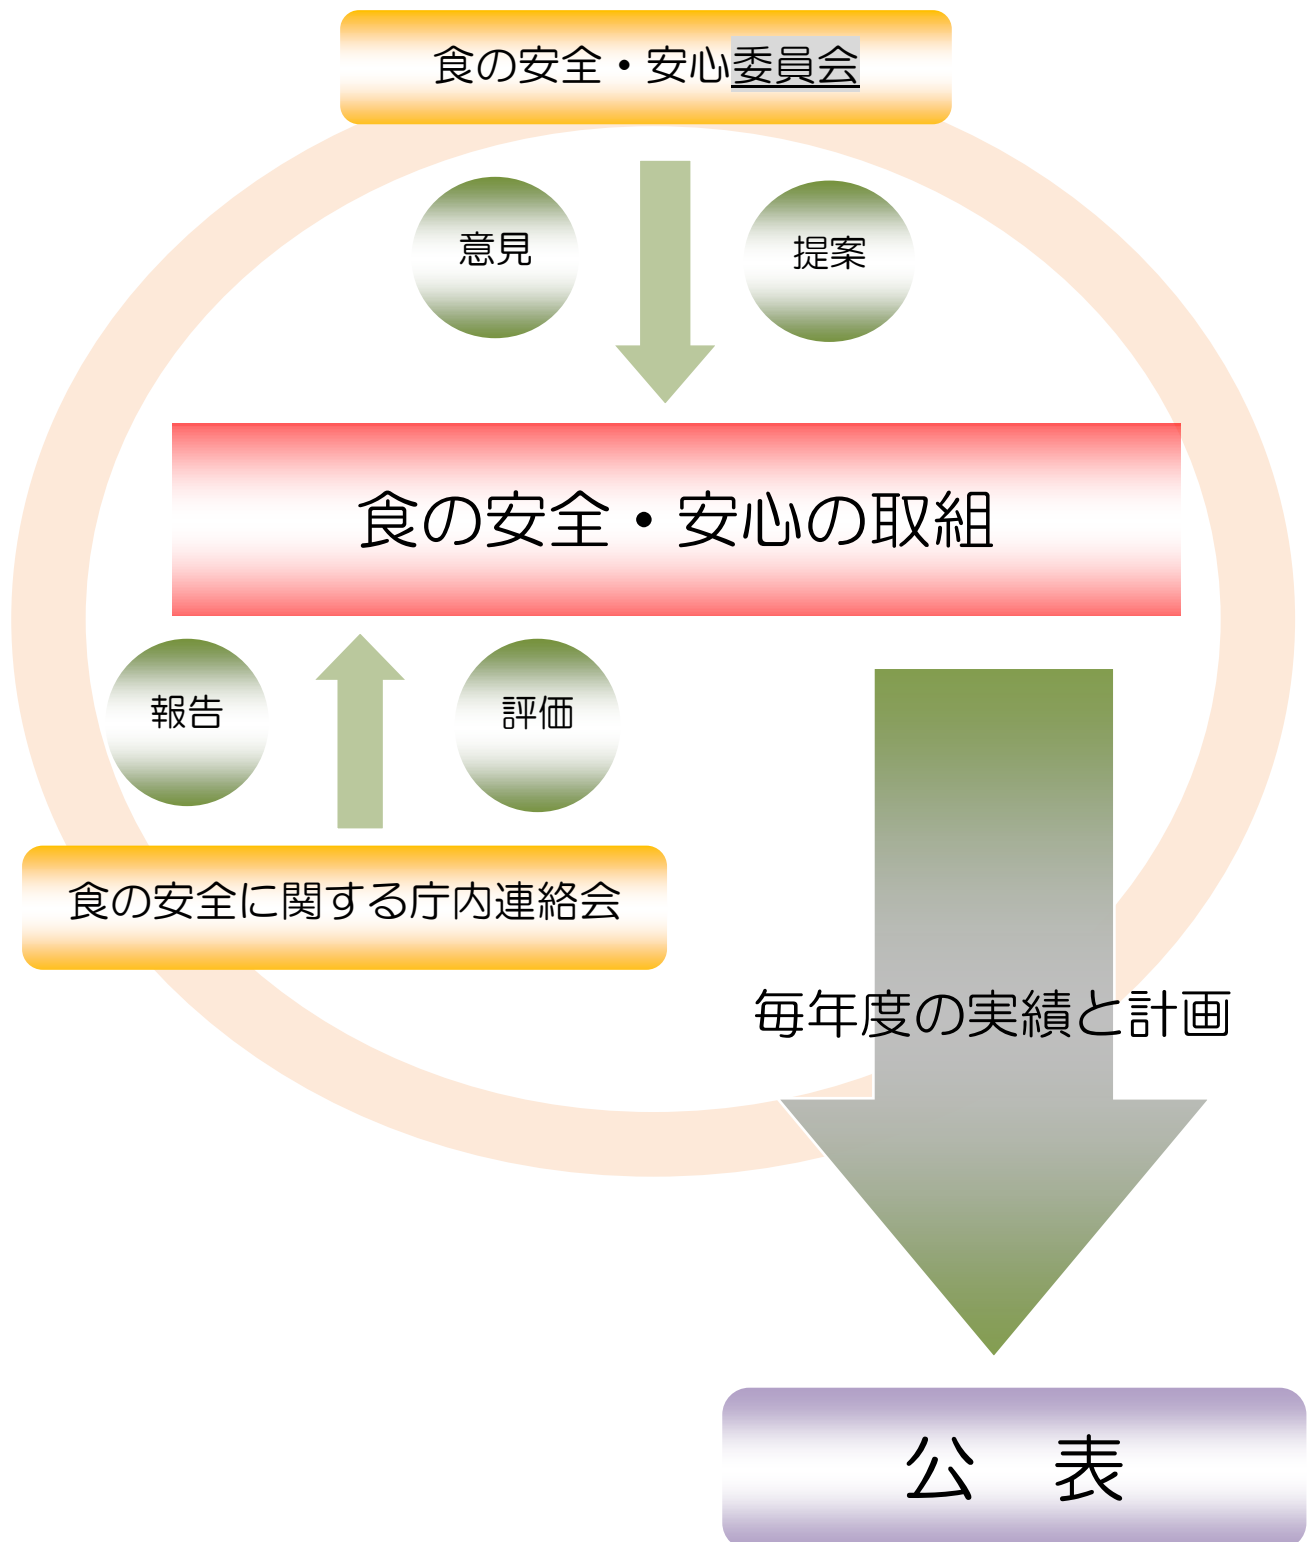 食の安全・安心委員会
意見
提案
食の安全・安心の取組
報告
評価
食の安全に関する庁内連絡会
毎年度の実績と計画
公　表